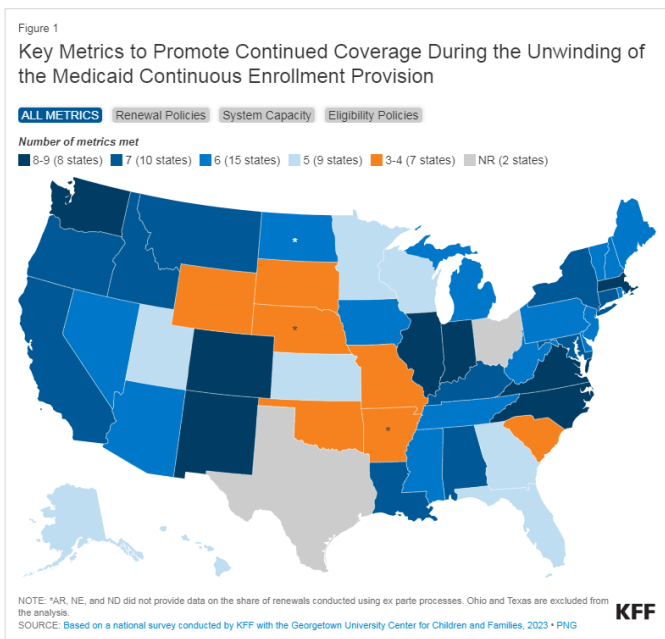 Figure 1
Key Metrics to Promote Continued Coverage During the Unwinding of
the Medicaid Continuous Enrollment Provision
ALL METRICS Renewal Policies System Capacity Eligibility Policies
Number of metrics met
8-9 (8 states) 7 (10 states) 6 (15 states) 5 (9 states) 3-4 (7 states) NR (2 states)
*
*
*
NOTE: *AR, NE, and ND did not provide data on the share of renewals conducted using ex parte processes. Ohio and Texas are excluded from
the analysis.
SOURCE: Based on a national survey conducted by KFF with the Georgetown University Center for Children and Families, 2023 • PNG
KFF